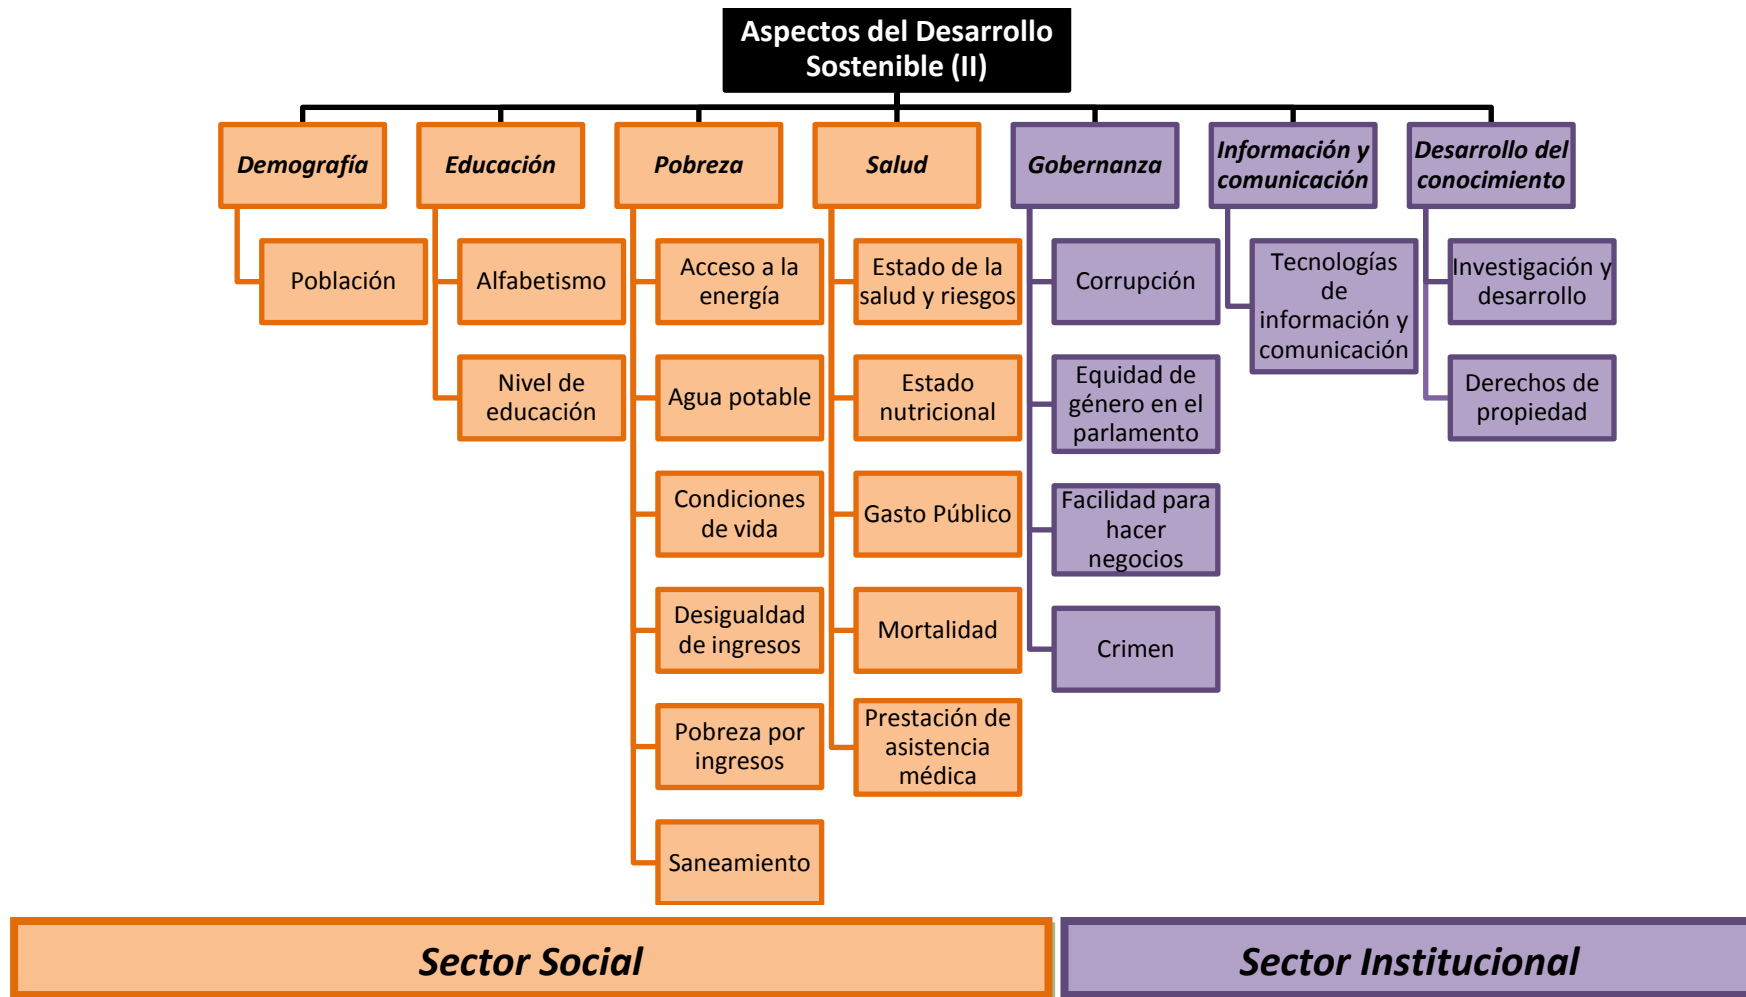 Aspectos del Desarrollo
Sostenible (II)
Demografía
Población
Educación
Alfabetismo
Nivel de
educación
Pobreza
Acceso a la
energía
Agua potable
Condiciones
de vida
Desigualdad
de ingresos
Pobreza por
ingresos
Saneamiento
Salud
Estado de la
salud y riesgos
Estado
nutricional
Gasto Público
Mortalidad
Prestación de
asistencia
médica
Gobernanza
Corrupción
Equidad de
género en el
parlamento
Facilidad para
hacer
negocios
Crimen
Información y
comunicación
Tecnologías
de
información y
comunicación
Desarrollo del
conocimiento
Investigación y
desarrollo
Derechos de
propiedad
Sector Social
Sector Institucional